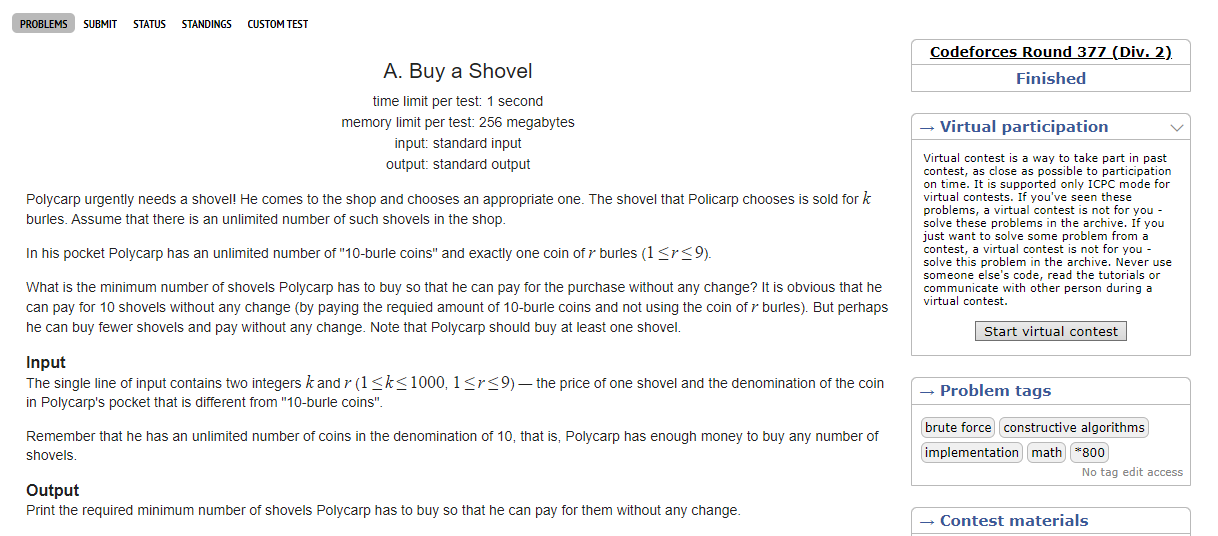 PROBLEMS SUBMIT STATUS STANDINGS CUSTOM TEST
A. Buy a Shovel
time limit per test: 1 second
memory limit per test: 256 megabytes
input: standard input
output: standard output
Polycarp urgently needs a shovel! He comes to the shop and chooses an appropriate one. The shovel that Policarp chooses is sold for k
burles. Assume that there is an unlimited number of such shovels in the shop.
In his pocket Polycarp has an unlimited number of "10-burle coins" and exactly one coin of r burles (1 ≤ r ≤ 9).
What is the minimum number of shovels Polycarp has to buy so that he can pay for the purchase without any change? It is obvious that he
can pay for 10 shovels without any change (by paying the requied amount of 10-burle coins and not using the coin of r burles). But perhaps
he can buy fewer shovels and pay without any change. Note that Polycarp should buy at least one shovel.
Input
The single line of input contains two integers k and r (1 ≤ k ≤ 1000, 1 ≤ r ≤ 9) — the price of one shovel and the denomination of the coin
in Polycarp's pocket that is different from "10-burle coins".
Remember that he has an unlimited number of coins in the denomination of 10, that is, Polycarp has enough money to buy any number of
shovels.
Output
Print the required minimum number of shovels Polycarp has to buy so that he can pay for them without any change.
Codeforces Round 377 (Div. 2)
Finished
→ Virtual participation
Virtual contest is a way to take part in past
contest, as close as possible to participation
on time. It is supported only ICPC mode for
virtual contests. If you've seen these
problems, a virtual contest is not for you -
solve these problems in the archive. If you
just want to solve some problem from a
contest, a virtual contest is not for you -
solve this problem in the archive. Never use
someone else's code, read the tutorials or
communicate with other person during a
virtual contest.
Start virtual contest
→ Problem tags
brute force constructive algorithms
implementation math *800
No tag edit access
→ Contest materials